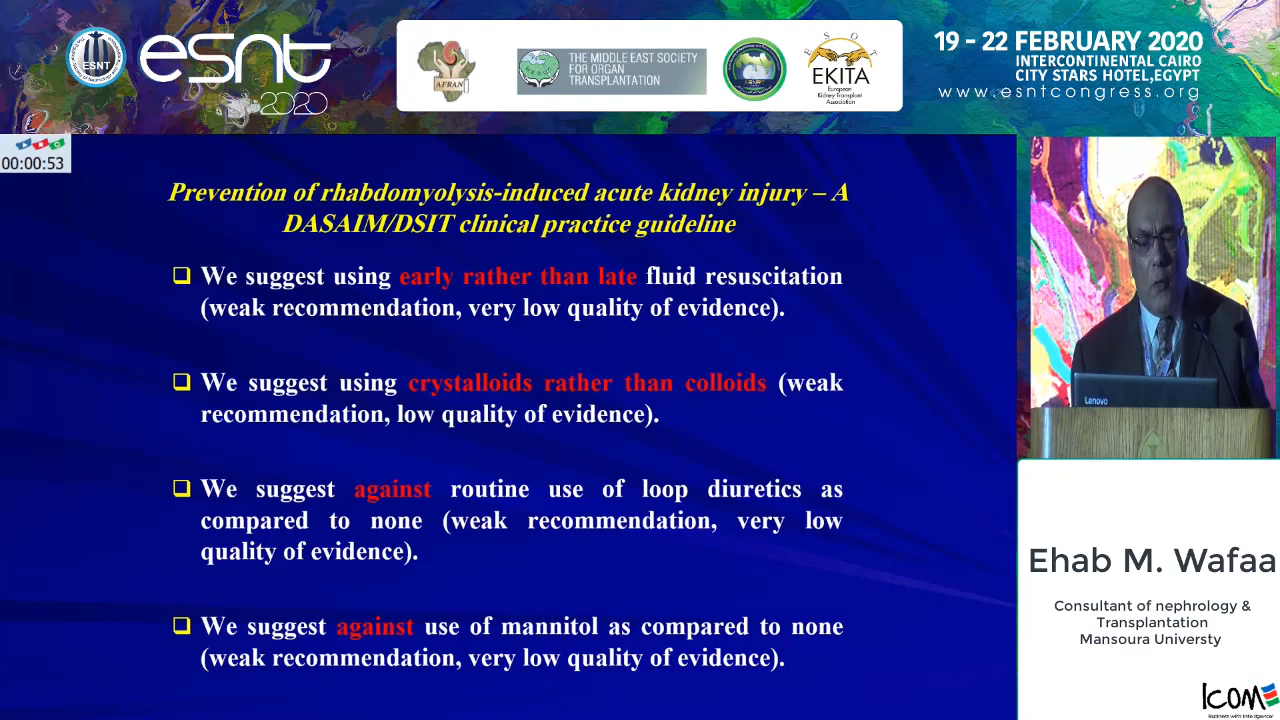 ESNT
esnt
2020
AFRAN
THE MIDDLE EAST SOCIETY
FOR ORGAN
TRANSPLANTATION
E S O T
EKITA
European
Kidney Transplant
Association
19 - 22 FEBRUARY 2020
INTERCONTINENTAL CAIRO
CITY STARS HOTEL,EGYPT
www.esntcongress.org
00:00:53
Prevention of rhabdomyolysis-induced acute kidney injury – A
DASAIM/DSIT clinical practice guideline
We suggest using early rather than late fluid resuscitation
(weak recommendation, very low quality of evidence).
We suggest using crystalloids rather than colloids (weak
recommendation, low quality of evidence).
We suggest against routine use of loop diuretics as
compared to none (weak recommendation, very low
quality of evidence).
We suggest against use of mannitol as compared to none
(weak recommendation, very low quality of evidence).
Lenovo
Ehab M. Wafaa
Consultant of nephrology &
Transplantation
Mansoura Universty
ICOME
Business with Intelligence!